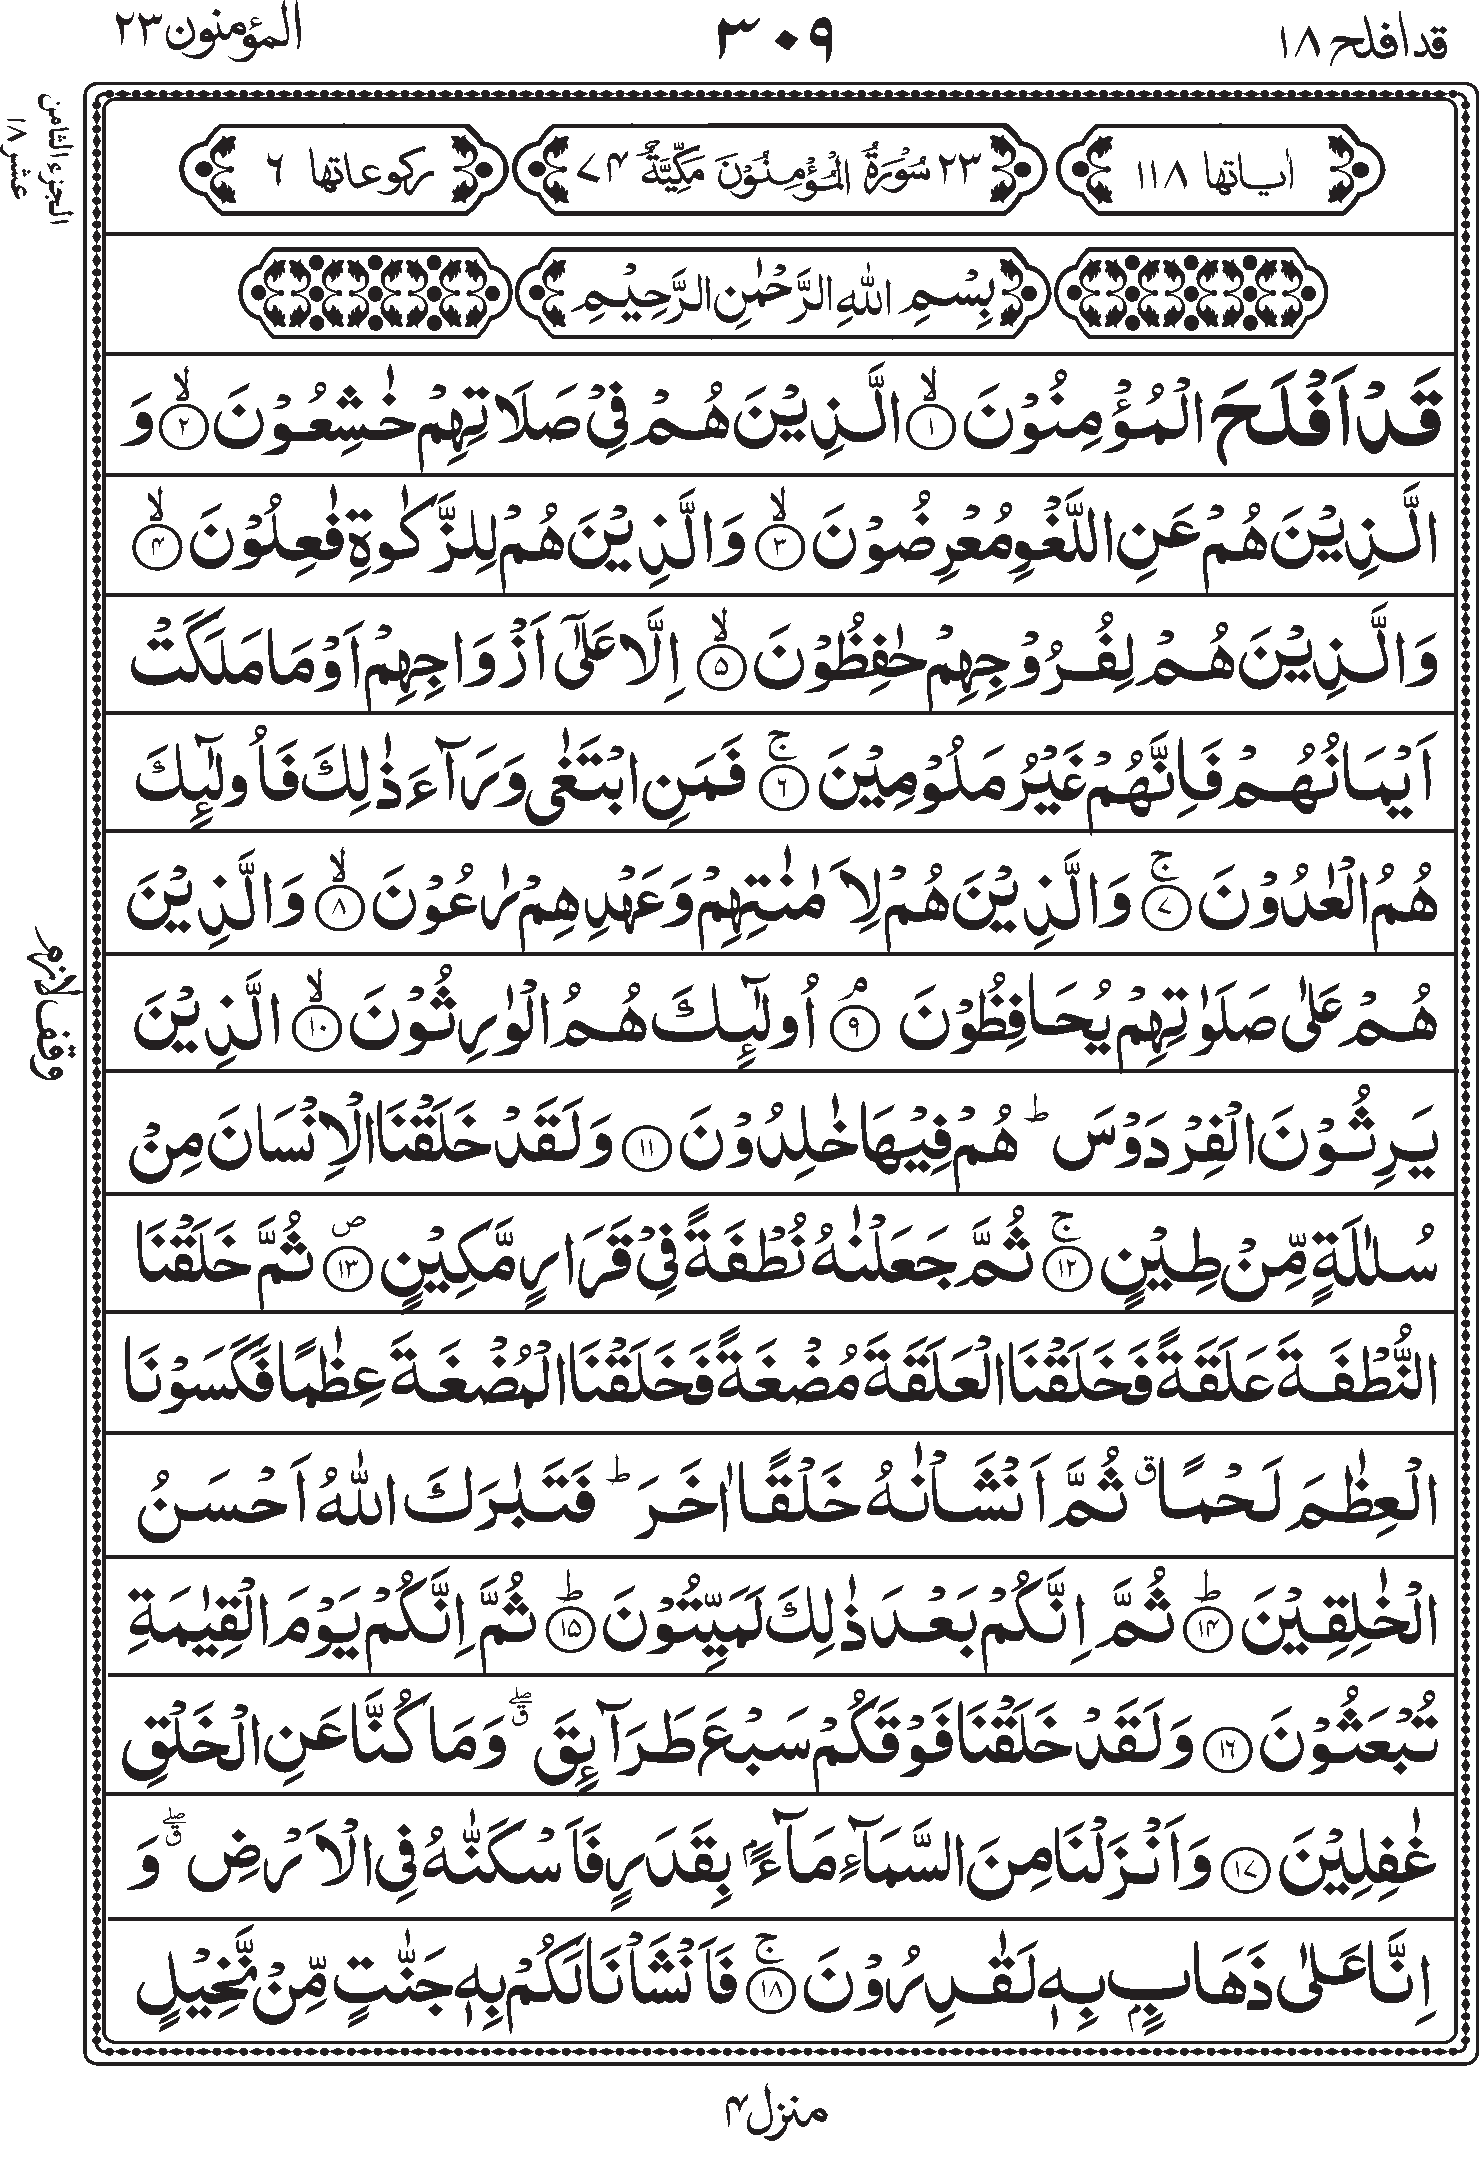 قد افلح ١٨
٣٠٩
المؤمنون ٢٣
الجزء الثامن عشر ١٨
اٰیاتها ١١٨
٢٣ سُوْرَةُ الْمُؤْمِنُوْنَ مَكِّیَّةٌ ٧٤
ركوعاتها ٦
بِسْمِ اللّٰهِ الرَّحْمٰنِ الرَّحِیْمِ
قَدْ اَفْلَحَ الْمُؤْمِنُوْنَۙ۝١ الَّذِیْنَ هُمْ فِیْ صَلَاتِهِمْ خٰشِعُوْنَۙ۝٢ وَ
الَّذِیْنَ هُمْ عَنِ اللَّغْوِ مُعْرِضُوْنَۙ۝٣ وَالَّذِیْنَ هُمْ لِلزَّكٰوةِ فٰعِلُوْنَۙ۝٤
وَالَّذِیْنَ هُمْ لِفُرُوْجِهِمْ حٰفِظُوْنَۙ۝٥ اِلَّا عَلٰۤی اَزْوَاجِهِمْ اَوْ مَا مَلَكَتْ
اَیْمَانُهُمْ فَاِنَّهُمْ غَیْرُ مَلُوْمِیْنَۚ۝٦ فَمَنِ ابْتَغٰی وَرَآءَ ذٰلِكَ فَاُولٰٓىِٕكَ
هُمُ الْعٰدُوْنَۚ۝٧ وَالَّذِیْنَ هُمْ لِاَمٰنٰتِهِمْ وَعَهْدِهِمْ رٰعُوْنَۙ۝٨ وَالَّذِیْنَ
هُمْ عَلٰی صَلَوٰتِهِمْ یُحَافِظُوْنَۘ۝٩ اُولٰٓىِٕكَ هُمُ الْوٰرِثُوْنَۙ۝١٠ الَّذِیْنَ
وقف لازم
یَرِثُوْنَ الْفِرْدَوْسَؕ هُمْ فِیْهَا خٰلِدُوْنَ۝١١ وَلَقَدْ خَلَقْنَا الْاِنْسَانَ مِنْ
سُلٰلَةٍ مِّنْ طِیْنٍۚ۝١٢ ثُمَّ جَعَلْنٰهُ نُطْفَةً فِیْ قَرَارٍ مَّكِیْنٍ۪۝١٣ ثُمَّ خَلَقْنَا
النُّطْفَةَ عَلَقَةً فَخَلَقْنَا الْعَلَقَةَ مُضْغَةً فَخَلَقْنَا الْمُضْغَةَ عِظٰمًا فَكَسَوْنَا
الْعِظٰمَ لَحْمًاۗ ثُمَّ اَنْشَاْنٰهُ خَلْقًا اٰخَرَؕ فَتَبٰرَكَ اللّٰهُ اَحْسَنُ
الْخٰلِقِیْنَؕ۝١٤ ثُمَّ اِنَّكُمْ بَعْدَ ذٰلِكَ لَمَیِّتُوْنَؕ۝١٥ ثُمَّ اِنَّكُمْ یَوْمَ الْقِیٰمَةِ
تُبْعَثُوْنَ۝١٦ وَلَقَدْ خَلَقْنَا فَوْقَكُمْ سَبْعَ طَرَآىِٕقَۖۗ وَمَا كُنَّا عَنِ الْخَلْقِ
غٰفِلِیْنَ۝١٧ وَاَنْزَلْنَا مِنَ السَّمَآءِ مَآءًۢ بِقَدَرٍ فَاَسْكَنّٰهُ فِی الْاَرْضِۖۗ وَ
اِنَّا عَلٰی ذَهَابٍۭ بِهٖ لَقٰدِرُوْنَۚ۝١٨ فَاَنْشَاْنَا لَكُمْ بِهٖ جَنّٰتٍ مِّنْ نَّخِیْلٍ
منزل ٤